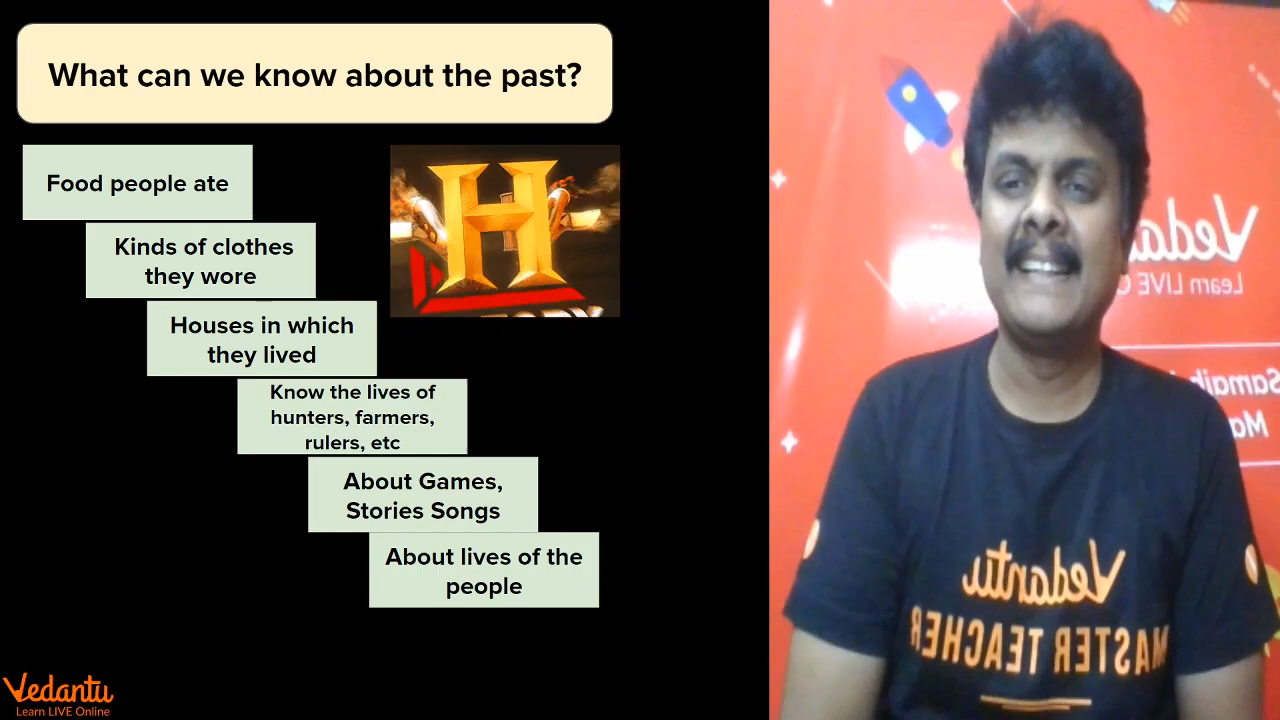 What can we know about the past?
Food people ate
Kinds of clothes
they wore
Houses in which
they lived
Know the lives of
hunters, farmers,
rulers, etc
About Games,
Stories Songs
About lives of the
people
H
Vedantu
Learn LIVE Online
Learn LIVE
Vedantu
MASTER TEACHER